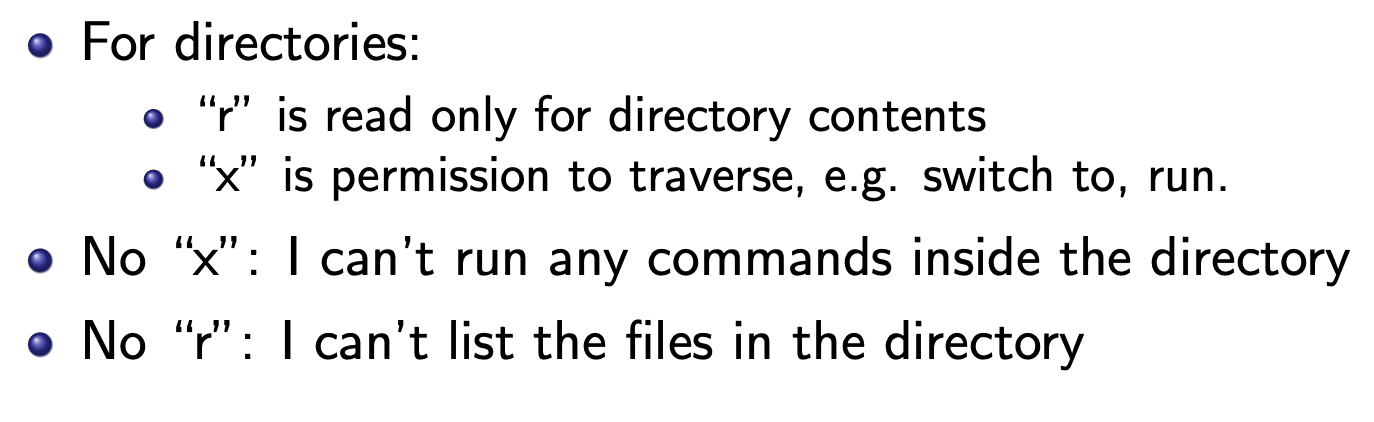 For directories:
“r” is read only for directory contents
“x” is permission to traverse, e.g. switch to, run.
No “x”: I can’t run any commands inside the directory
No “r”: I can’t list the files in the directory